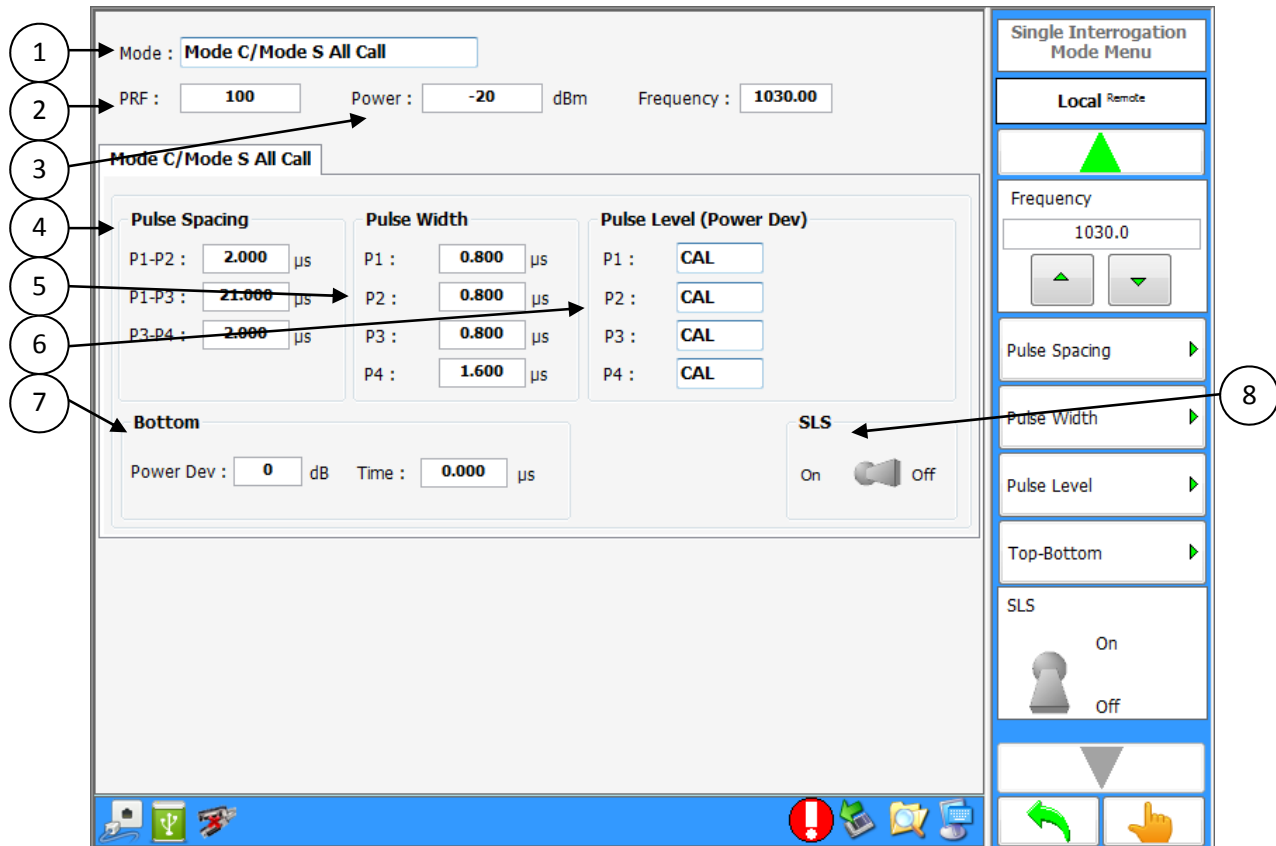 1
Mode : Mode C/Mode S All Call
2
PRF : 100 Power : -20 dBm Frequency : 1030.00
3
Mode C/Mode S All Call
4
Pulse Spacing Pulse Width Pulse Level (Power Dev)
P1-P2 : 2.000 µs P1 : 0.800 µs P1 : CAL
5
P1-P3 : 21.000 µs P2 : 0.800 µs P2 : CAL
6
P3-P4 : 2.000 µs P3 : 0.800 µs P3 : CAL
P4 : 1.600 µs P4 : CAL
7
Bottom SLS
Power Dev : 0 dB Time : 0.000 µs On Off
8
Single Interrogation
Mode Menu
Local Remote
Frequency
1030.0
Pulse Spacing
Pulse Width
Pulse Level
Top-Bottom
SLS
On
Off